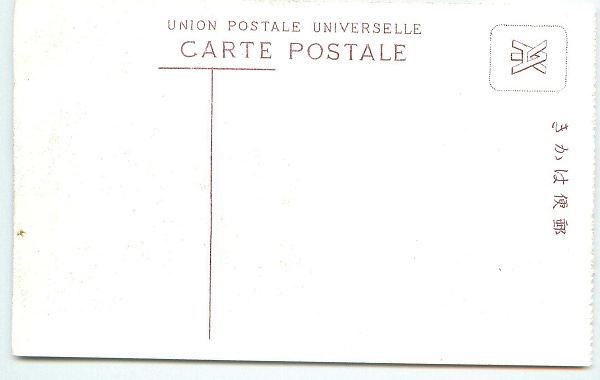 UNION POSTALE UNIVERSELLE
CARTE POSTALE
きかは便郵